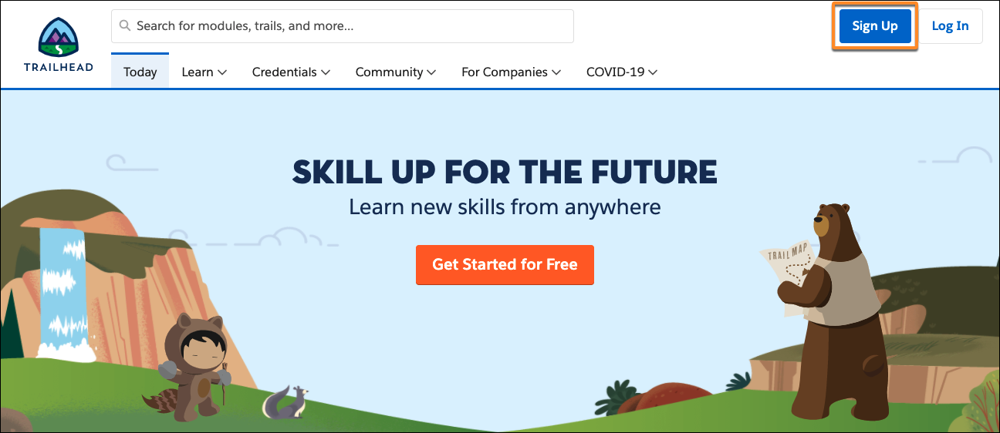 Search for modules, trails, and more...
Sign Up
Log In
TRAILHEAD
Today
Learn
Credentials
Community
For Companies
COVID-19
SKILL UP FOR THE FUTURE
Learn new skills from anywhere
Get Started for Free
TRAIL MAP